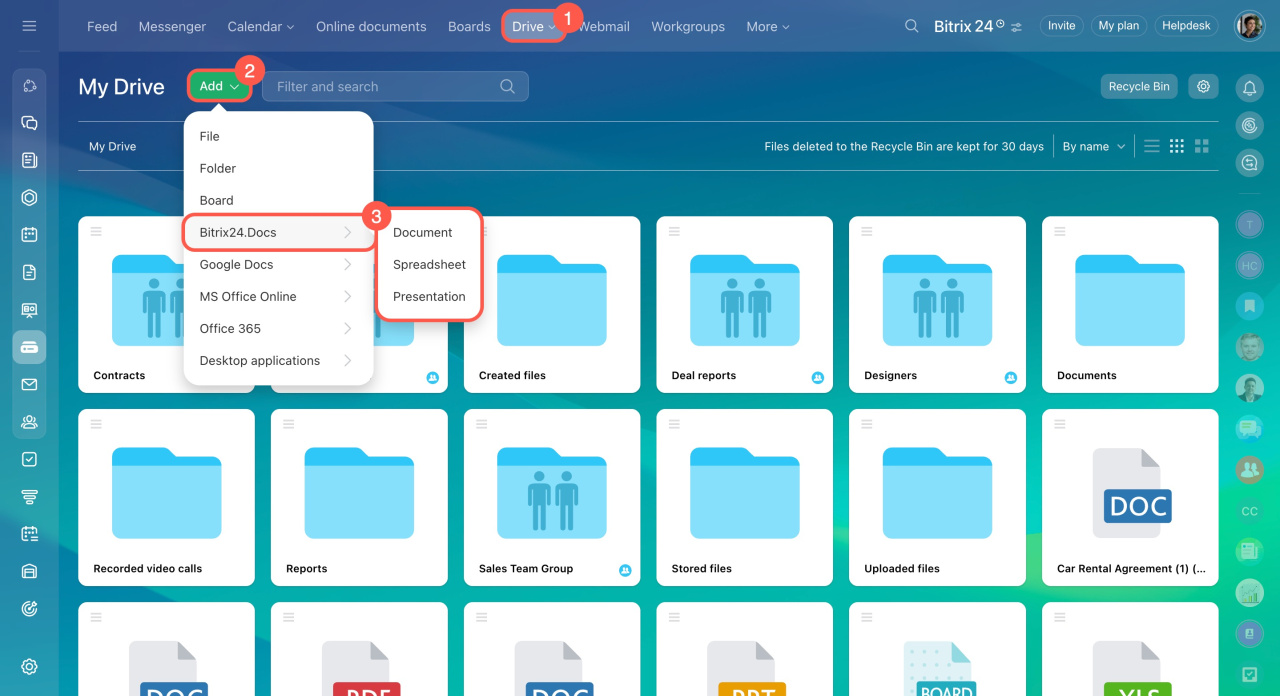 Feed Messenger Calendar Online documents Boards Drive 1 Webmail Workgroups More Bitrix 24 Invite My plan Helpdesk
My Drive 2 Add Filter and search Recycle Bin
My Drive Files deleted to the Recycle Bin are kept for 30 days By name
File
Folder
Board
Bitrix24.Docs 3
Google Docs
MS Office Online
Office 365
Desktop applications
Document
Spreadsheet
Presentation
Contracts Created files Deal reports Designers Documents
DOC
Recorded video calls Reports Sales Team Group Stored files Uploaded files Car Rental Agreement (1) (...
DOC PDF DOC PPT BOARD XLS
T
HC
CC